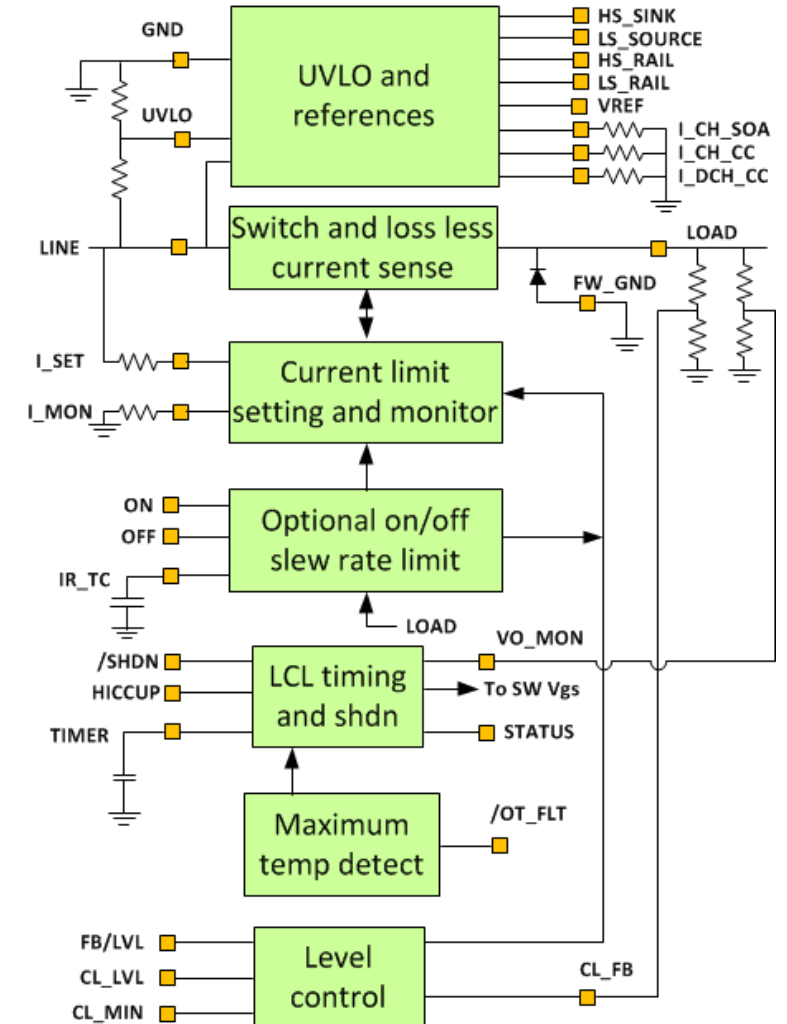 GND
UVLO
UVLO and
references
HS_SINK
LS_SOURCE
HS_RAIL
LS_RAIL
VREF
I_CH_SOA
I_CH_CC
I_DCH_CC
LINE
Switch and loss less
current sense
LOAD
FW_GND
I_SET
I_MON
Current limit
setting and monitor
ON
OFF
IR_TC
Optional on/off
slew rate limit
LOAD
/SHDN
HICCUP
TIMER
LCL timing
and shdn
VO_MON
To SW Vgs
STATUS
Maximum
temp detect
/OT_FLT
FB/LVL
CL_LVL
CL_MIN
Level
control
CL_FB